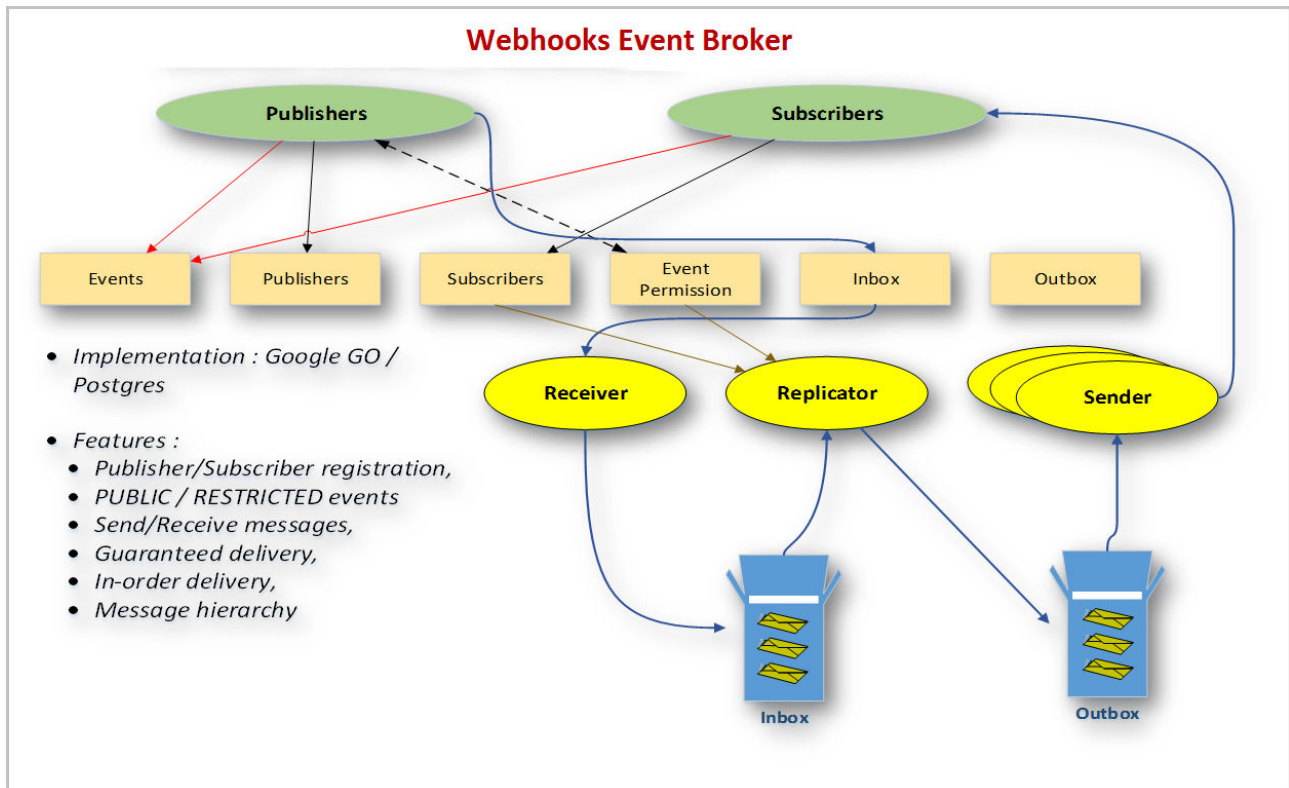 Webhooks Event Broker
Publishers
Subscribers
Events
Publishers
Subscribers
Event
Permission
Inbox
Outbox
• Implementation : Google GO /
Postgres
• Features :
• Publisher/Subscriber registration,
• PUBLIC / RESTRICTED events
• Send/Receive messages,
• Guaranteed delivery,
• In-order delivery,
• Message hierarchy
Receiver
Replicator
Sender
Inbox
Outbox